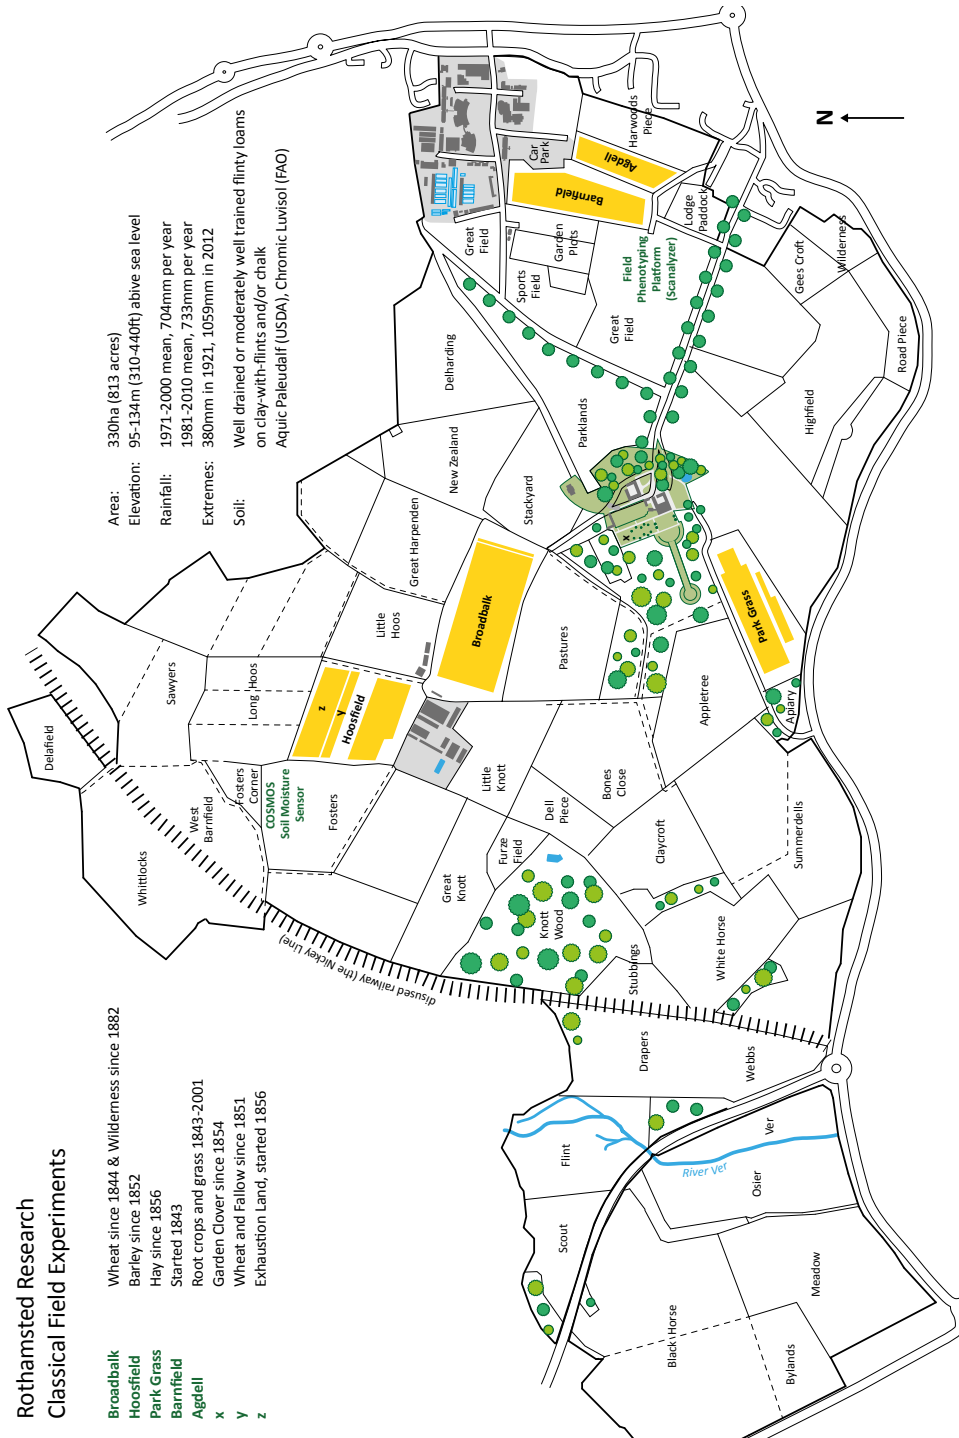 Rothamsted Research
Classical Field Experiments
Broadbalk Wheat since 1844 & Wilderness since 1882
Hoosfield Barley since 1852
Park Grass Hay since 1856
Barnfield Started 1843
Agdell Root crops and grass 1843-2001
x Garden Clover since 1854
y Wheat and Fallow since 1851
z Exhaustion Land, started 1856
Area: 330ha (813 acres)
Elevation: 95-134m (310-440ft) above sea level
Rainfall: 1971-2000 mean, 704mm per year
1981-2010 mean, 733mm per year
Extremes: 380mm in 1921, 1059mm in 2012
Soil: Well drained or moderately well trained flinty loams
on clay-with-flints and/or chalk
Aquic Paleudalf (USDA), Chromic Luvisol (FAO)
N
Delafield
Whittlocks
West
Barnfield
Sawyers
Long Hoos
Fosters
Corner
COSMOS
Soil Moisture
Sensor
Fosters
z
y
Hoosfield
Little
Hoos
Great Harpenden
New Zealand
Delharding
Stackyard
Broadbalk
Parklands
Pastures
Great
Field
Sports
Field
Garden
Plots
Great
Field
Field
Phenotyping
Platform
(Scanalyzer)
Barnfield
Agdell
Car
Park
Harwoods
Piece
Lodge
Paddock
Gees Croft
Wilderness
Road Piece
Highfield
x
Park Grass
Apiary
Appletree
Bones
Close
Little
Knott
Dell
Piece
Furze
Field
Great
Knott
Knott
Wood
Claycroft
Summerdells
White Horse
Stubbings
disused railway (the Nickey Line)
Drapers
Webbs
Flint
River Ver
Ver
Osier
Scout
Black Horse
Meadow
Bylands